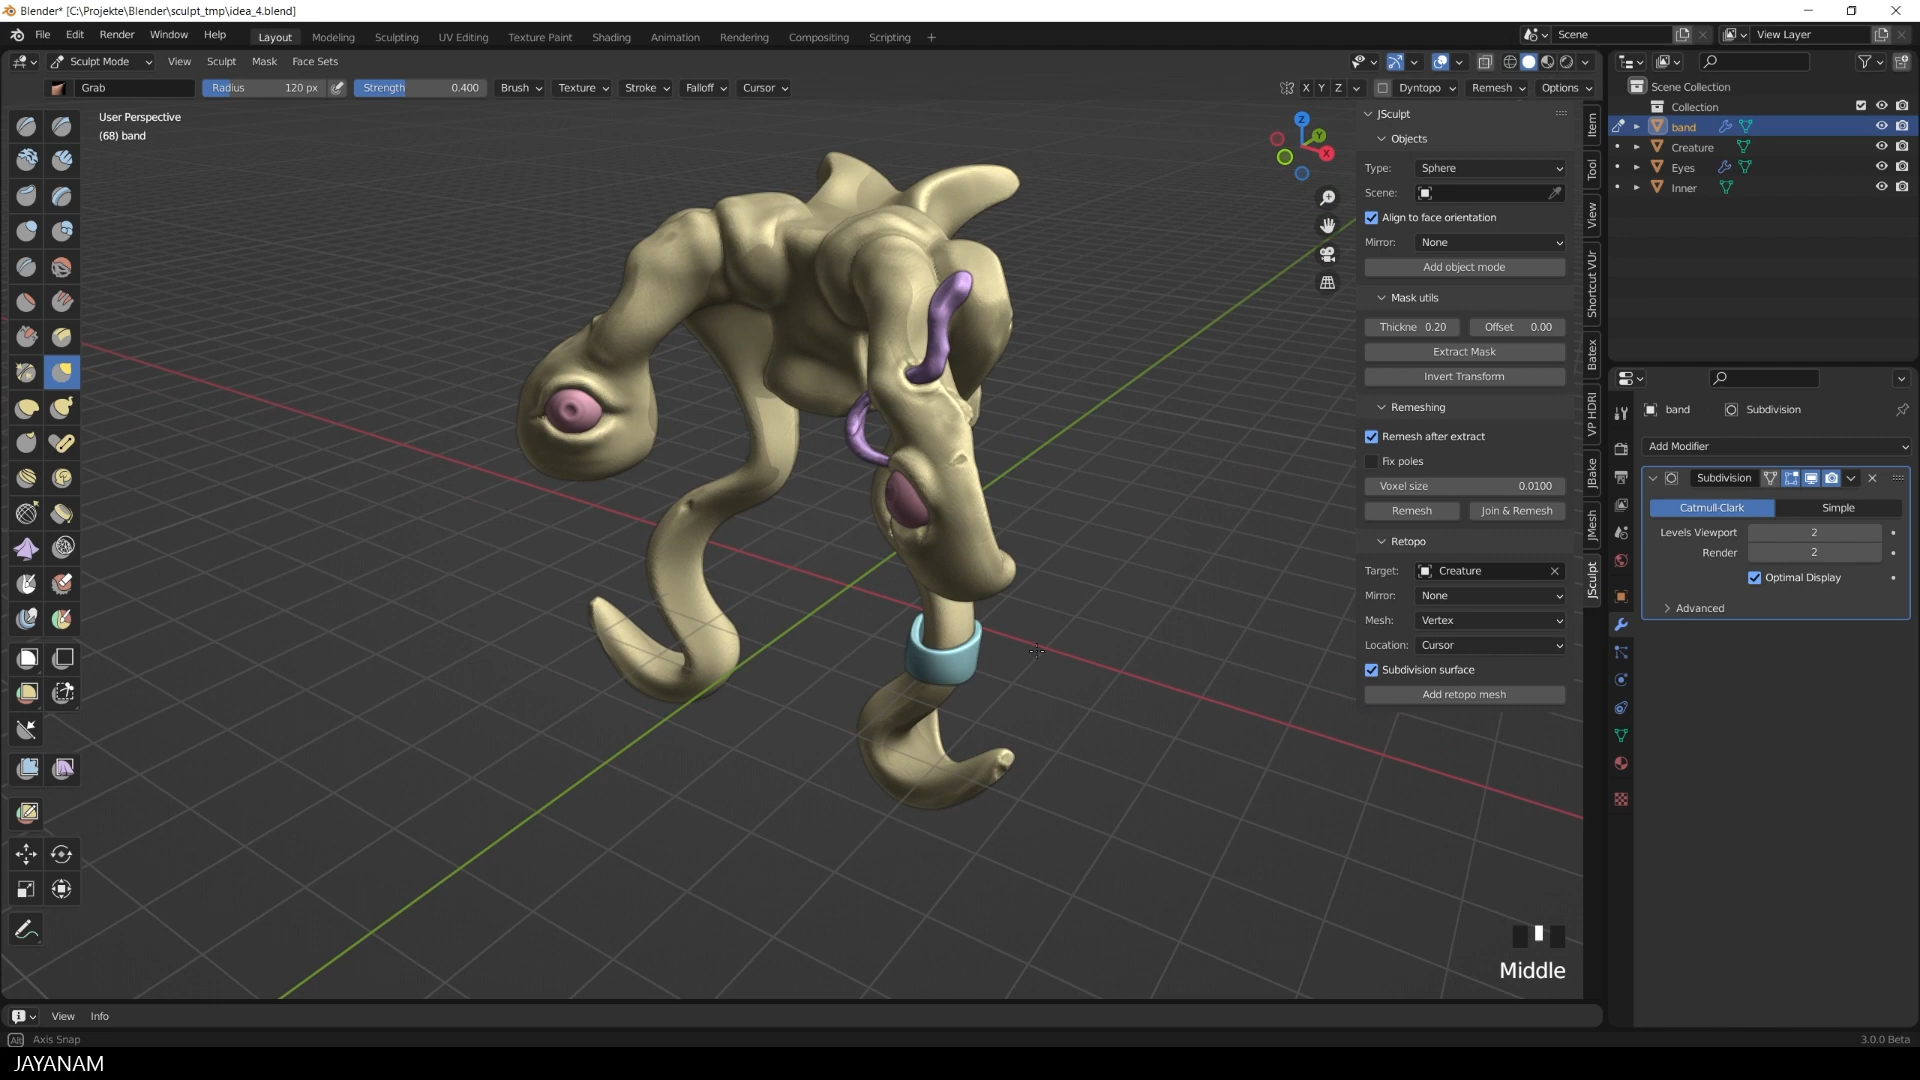 Blender* [C:\Projekte\Blender\sculpt_tmp\idea_4.blend]
File Edit Render Window Help Layout Modeling Sculpting UV Editing Texture Paint Shading Animation Rendering Compositing Scripting + Scene View Layer
Sculpt Mode View Sculpt Mask Face Sets
Grab Radius 120 px Strength 0.400 Brush Texture Stroke Falloff Cursor X Y Z Dyntopo Remesh Options
User Perspective
(68) band
Z
Y
X
JSculpt
Objects
Type: Sphere
Scene:
Align to face orientation
Mirror: None
Add object mode
Mask utils
Thickne 0.20 Offset 0.00
Extract Mask
Invert Transform
Remeshing
Remesh after extract
Fix poles
Voxel size 0.0100
Remesh Join & Remesh
Retopo
Target: Creature
Mirror: None
Mesh: Vertex
Location: Cursor
Subdivision surface
Add retopo mesh
Item
Tool
View
Shortcut VUr
Batex
VP HDRI
JBake
JMesh
JSculpt
Scene Collection
Collection
band
Creature
Eyes
Inner
band Subdivision
Add Modifier
Subdivision
Catmull-Clark Simple
Levels Viewport 2
Render 2
Optimal Display
Advanced
Middle
View Info
Alt Axis Snap 3.0.0 Beta
JAYANAM